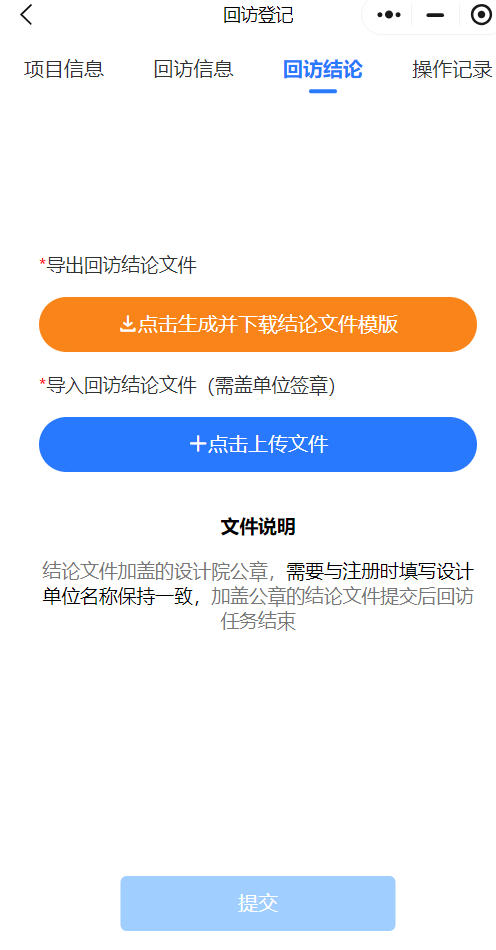 回访登记
项目信息 回访信息 回访结论 操作记录
*导出回访结论文件
点击生成并下载结论文件模版
*导入回访结论文件（需盖单位签章）
点击上传文件
文件说明
结论文件加盖的设计院公章，需要与注册时填写设计
单位名称保持一致，加盖公章的结论文件提交后回访
任务结束
提交